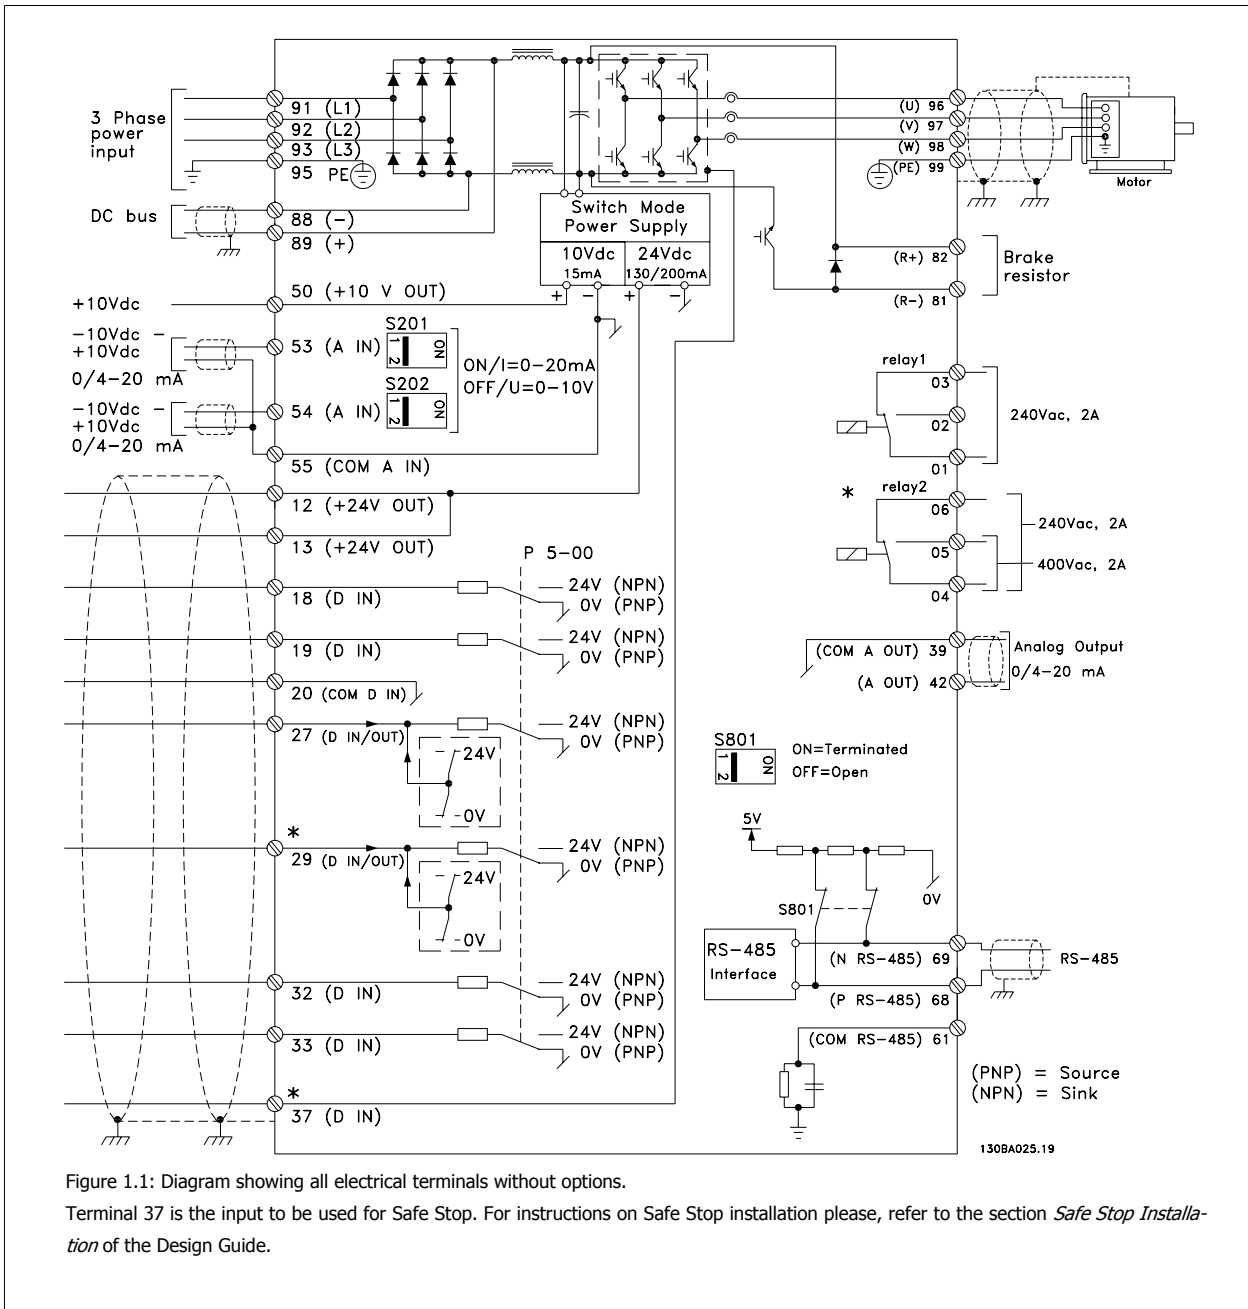 3 Phase
power
input
91 (L1)
92 (L2)
93 (L3)
95 PE
DC bus
88 (−)
89 (+)
Switch Mode
Power Supply
10Vdc
15mA
24Vdc
130/200mA
+ − + −
(U) 96
(V) 97
(W) 98
(PE) 99
Motor
(R+) 82
(R−) 81
Brake
resistor
+10Vdc
50 (+10 V OUT)
−10Vdc −
+10Vdc
0/4−20 mA
53 (A IN)
S201
1 2
ON
ON/I=0−20mA
OFF/U=0−10V
−10Vdc −
+10Vdc
0/4−20 mA
54 (A IN)
S202
1 2
ON
55 (COM A IN)
12 (+24V OUT)
13 (+24V OUT)
P 5-00
18 (D IN)
24V (NPN)
0V (PNP)
19 (D IN)
24V (NPN)
0V (PNP)
20 (COM D IN)
27 (D IN/OUT)
24V (NPN)
0V (PNP)
24V
0V
*
29 (D IN/OUT)
24V (NPN)
0V (PNP)
24V
0V
32 (D IN)
24V (NPN)
0V (PNP)
33 (D IN)
24V (NPN)
0V (PNP)
*
37 (D IN)
relay1
03
02
01
240Vac, 2A
*
relay2
06
05
04
240Vac, 2A
400Vac, 2A
(COM A OUT) 39
(A OUT) 42
Analog Output
0/4−20 mA
S801
1 2
ON
ON=Terminated
OFF=Open
5V
0V
S801
RS-485
Interface
(N RS-485) 69
(P RS-485) 68
RS-485
(COM RS-485) 61
(PNP) = Source
(NPN) = Sink
130BA025.19
Figure 1.1: Diagram showing all electrical terminals without options.
Terminal 37 is the input to be used for Safe Stop. For instructions on Safe Stop installation please, refer to the section Safe Stop Installa-
tion of the Design Guide.